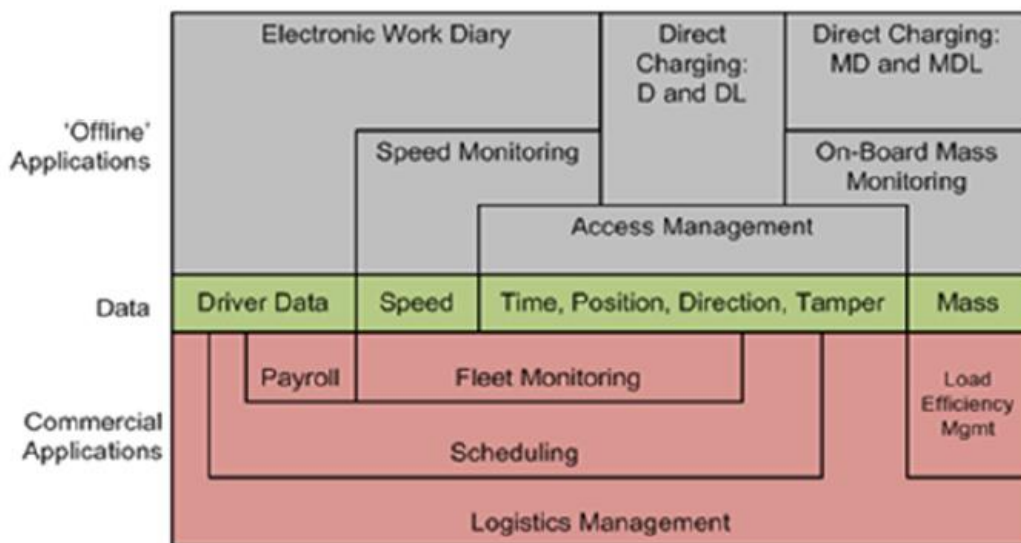 Electronic Work Diary
Direct
Charging:
D and DL
Direct Charging:
MD and MDL
'Offline'
Applications
Speed Monitoring
On-Board Mass
Monitoring
Access Management
Data
Driver Data
Speed
Time, Position, Direction, Tamper
Mass
Payroll
Fleet Monitoring
Load
Efficiency
Mgmt
Commercial
Applications
Scheduling
Logistics Management